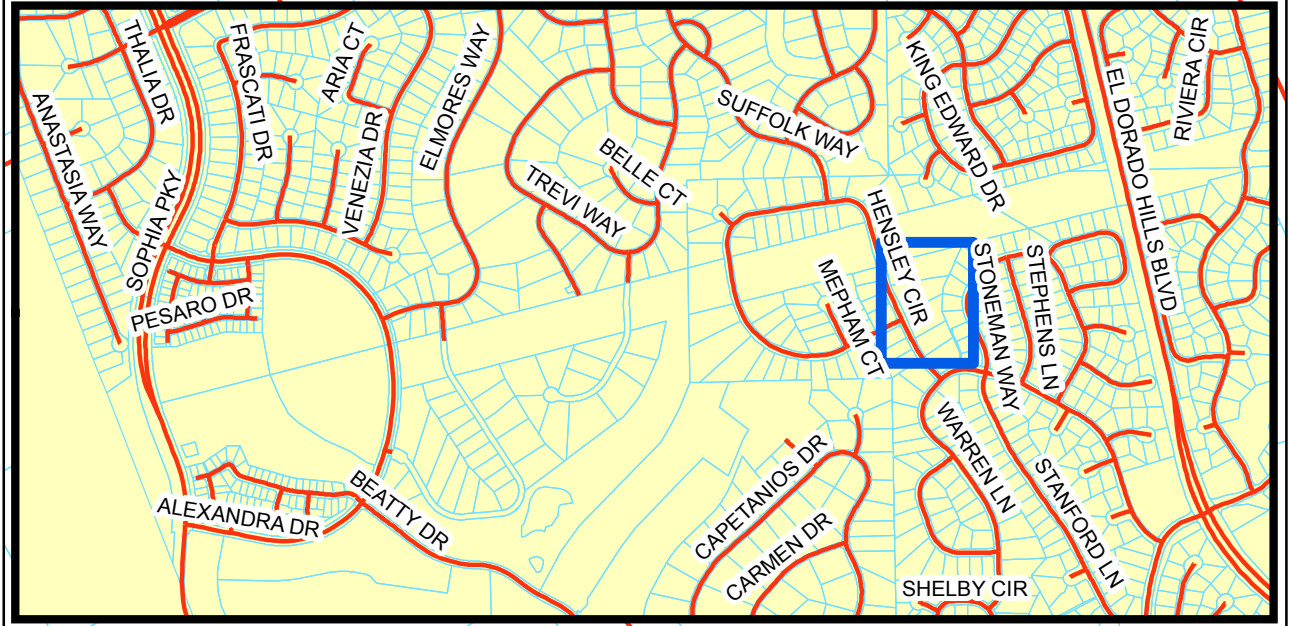 THALIA DR
FRASCATI DR
ARIA CT
ELMORES WAY
ANASTASIA WAY
VENEZIA DR
SOPHIA PKY
PESARO DR
BELLE CT
TREVI WAY
SUFFOLK WAY
KING EDWARD DR
EL DORADO HILLS BLVD
RIVIERA CIR
HENSLEY CIR
MEPHAM CT
STONEMAN WAY
STEPHENS LN
ALEXANDRA DR
BEATTY DR
CAPETANIOS DR
CARMEN DR
WARREN LN
STANFORD LN
SHELBY CIR